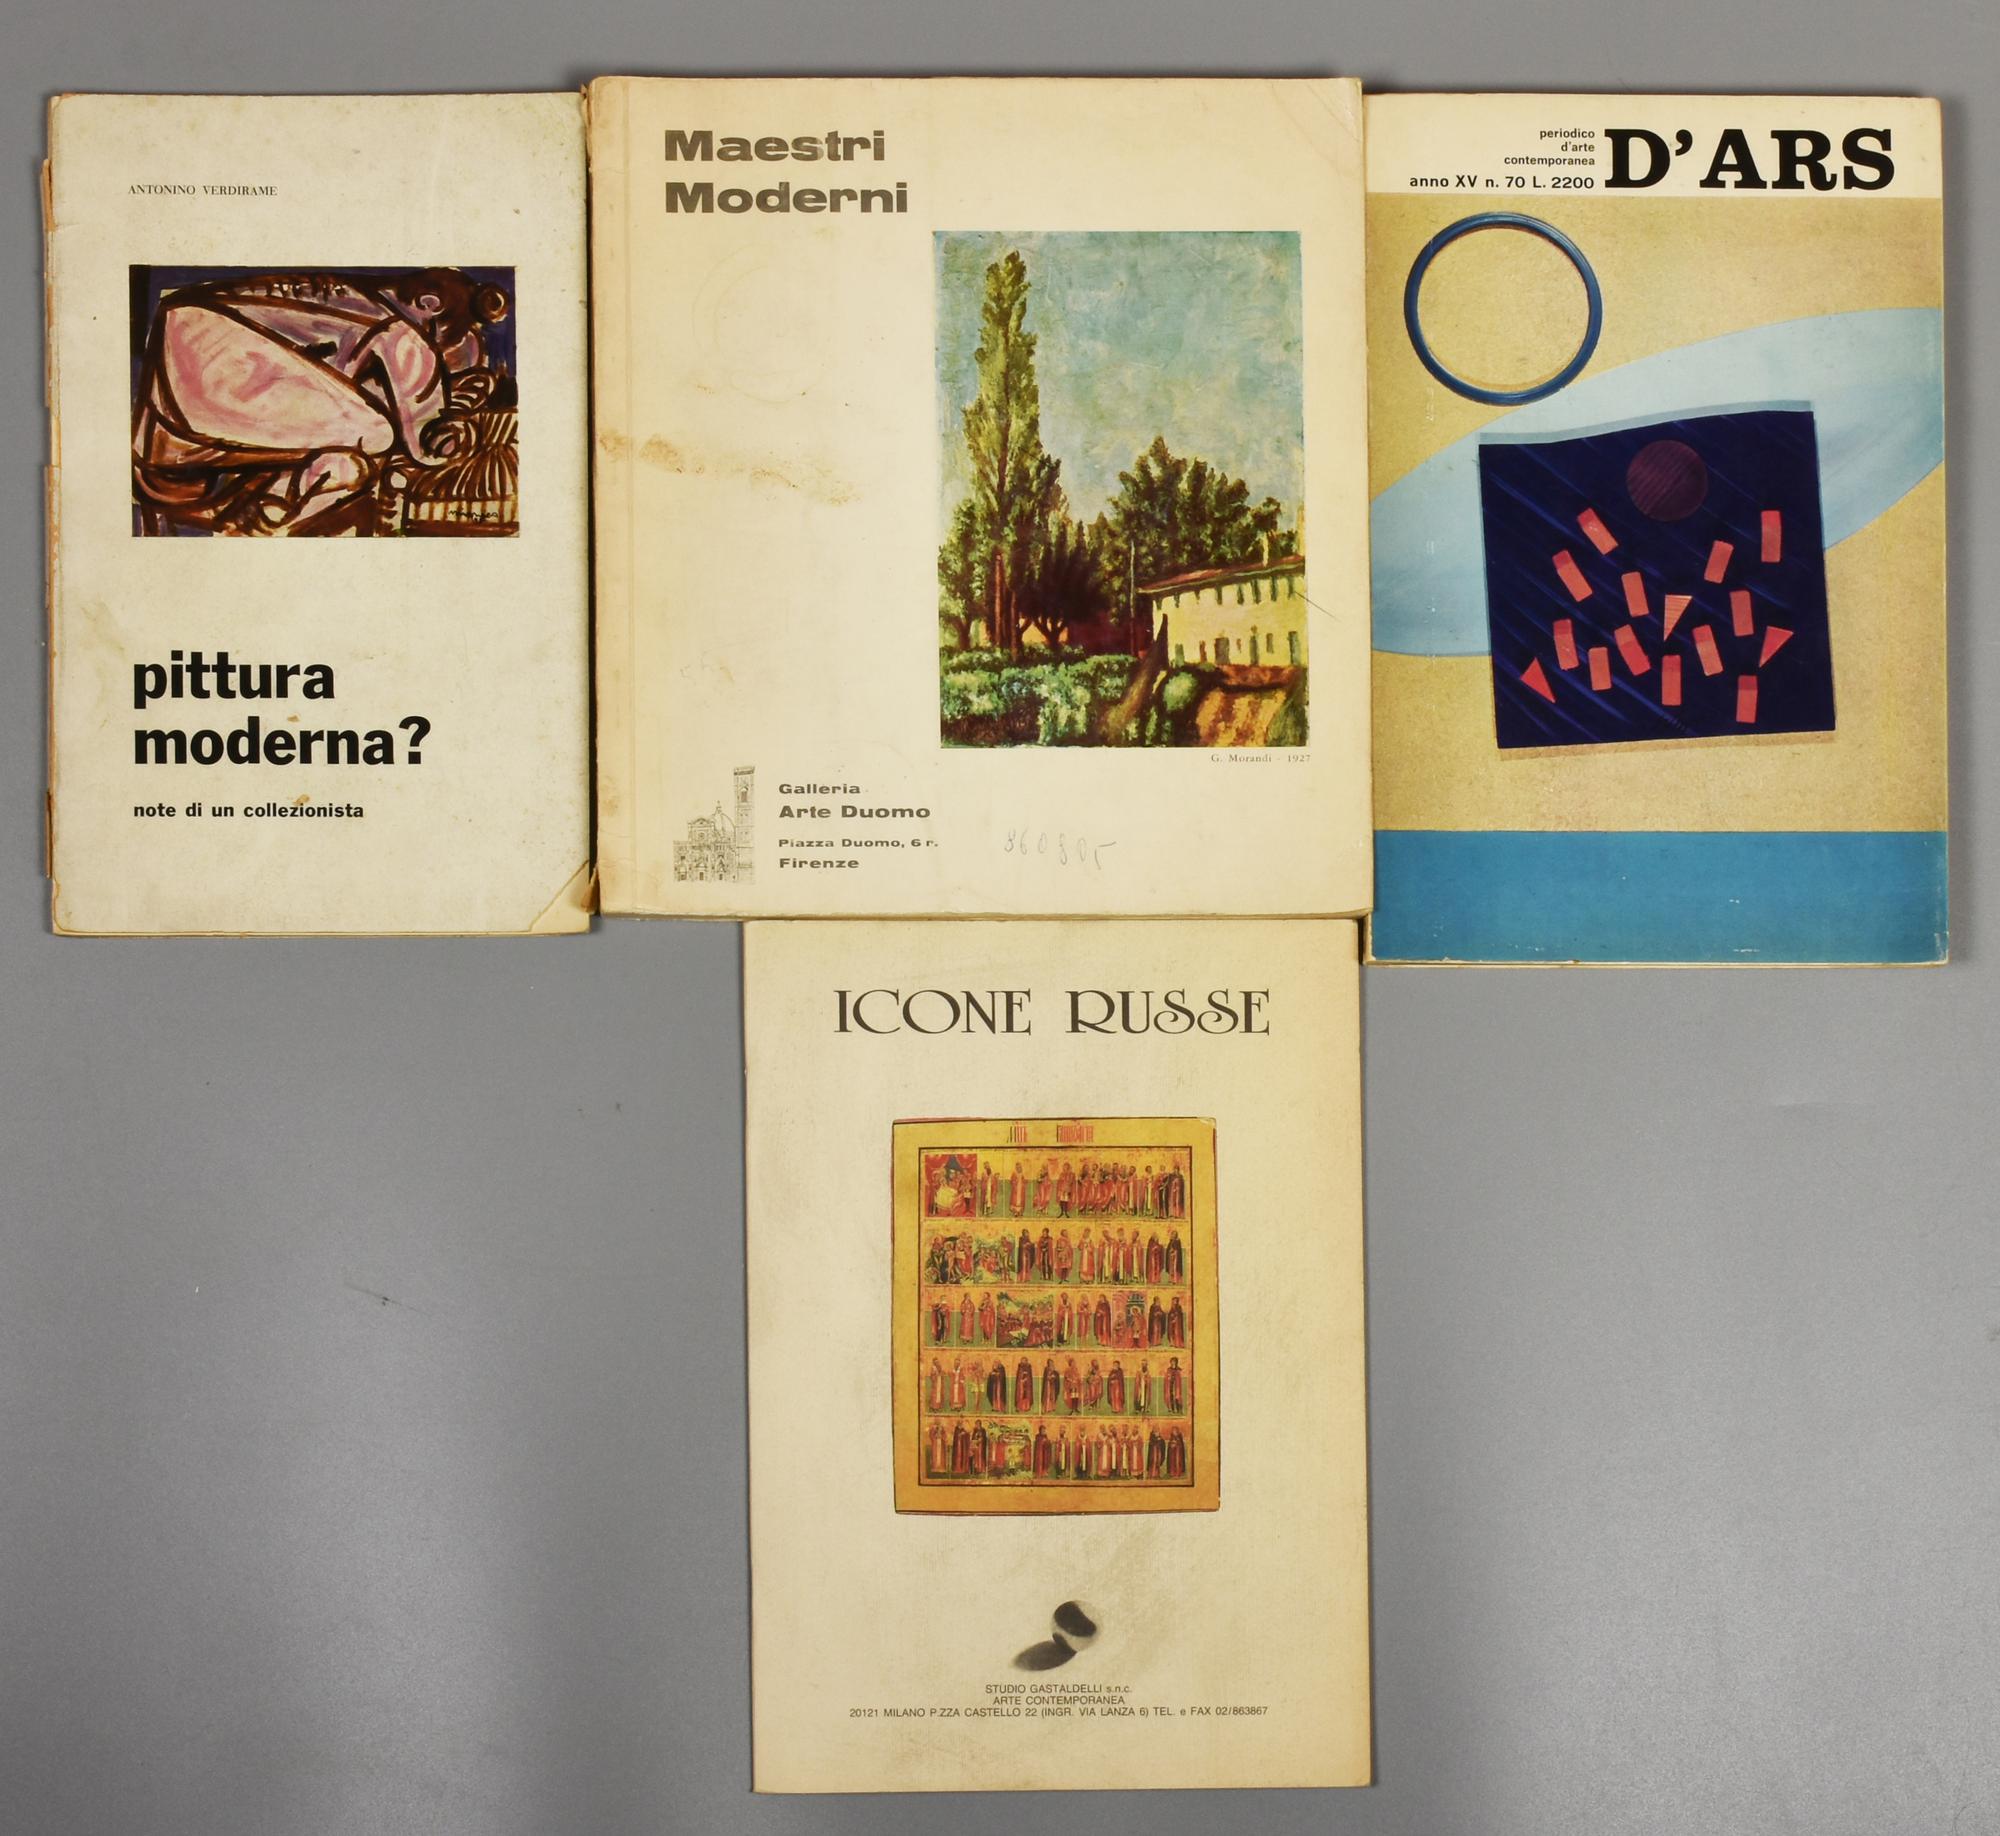 ANTONINO VERDIRAME
pittura
moderna?
note di un collezionista
Maestri
Moderni
G. Morandi - 1927
Galleria
Arte Duomo
Piazza Duomo, 6 r.
Firenze
periodico
d'arte
contemporanea
anno XV n. 70 L. 2200
D'ARS
ICONE RUSSE
STUDIO GASTALDELLI s.n.c.
ARTE CONTEMPORANEA
20121 MILANO P.ZZA CASTELLO 22 (INGR. VIA LANZA 6) TEL. e FAX 02/863867